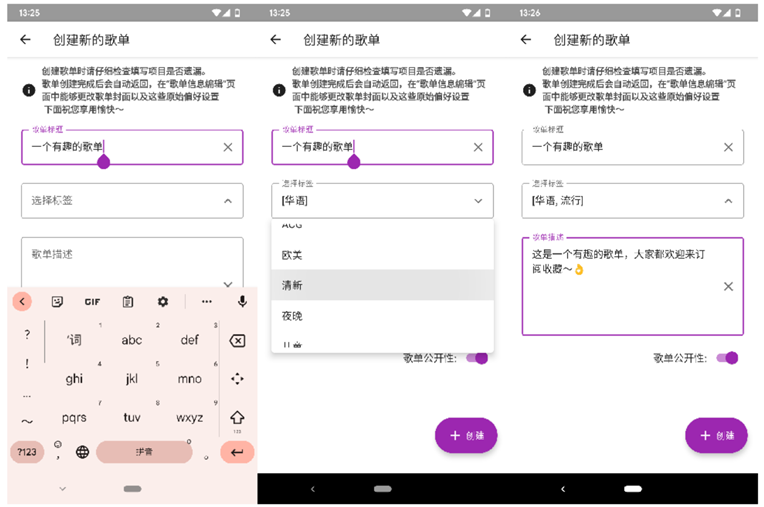 13:25
创建新的歌单
创建歌单时请仔细检查填写项目是否遗漏。
歌单创建完成后会自动返回，在“歌单信息编辑”页
面中能够更改歌单封面以及这些原始偏好设置
下面祝您享用愉快～
歌单标题
一个有趣的歌单
选择标签
歌单描述
GIF
?
'词
1
abc
2
def
3
!
ghi
4
jkl
5
mno
6
...
pqrs
7
tuv
8
wxyz
9
～
?123
，
拼音
0
。
123
13:25
创建新的歌单
创建歌单时请仔细检查填写项目是否遗漏。
歌单创建完成后会自动返回，在“歌单信息编辑”页
面中能够更改歌单封面以及这些原始偏好设置
下面祝您享用愉快～
歌单标题
一个有趣的歌单
选择标签
[华语]
ACG
欧美
清新
夜晚
儿童
歌单公开性:
+ 创建
13:26
创建新的歌单
创建歌单时请仔细检查填写项目是否遗漏。
歌单创建完成后会自动返回，在“歌单信息编辑”页
面中能够更改歌单封面以及这些原始偏好设置
下面祝您享用愉快～
歌单标题
一个有趣的歌单
选择标签
[华语, 流行]
歌单描述
这是一个有趣的歌单，大家都欢迎来订
阅收藏～👌
歌单公开性:
+ 创建